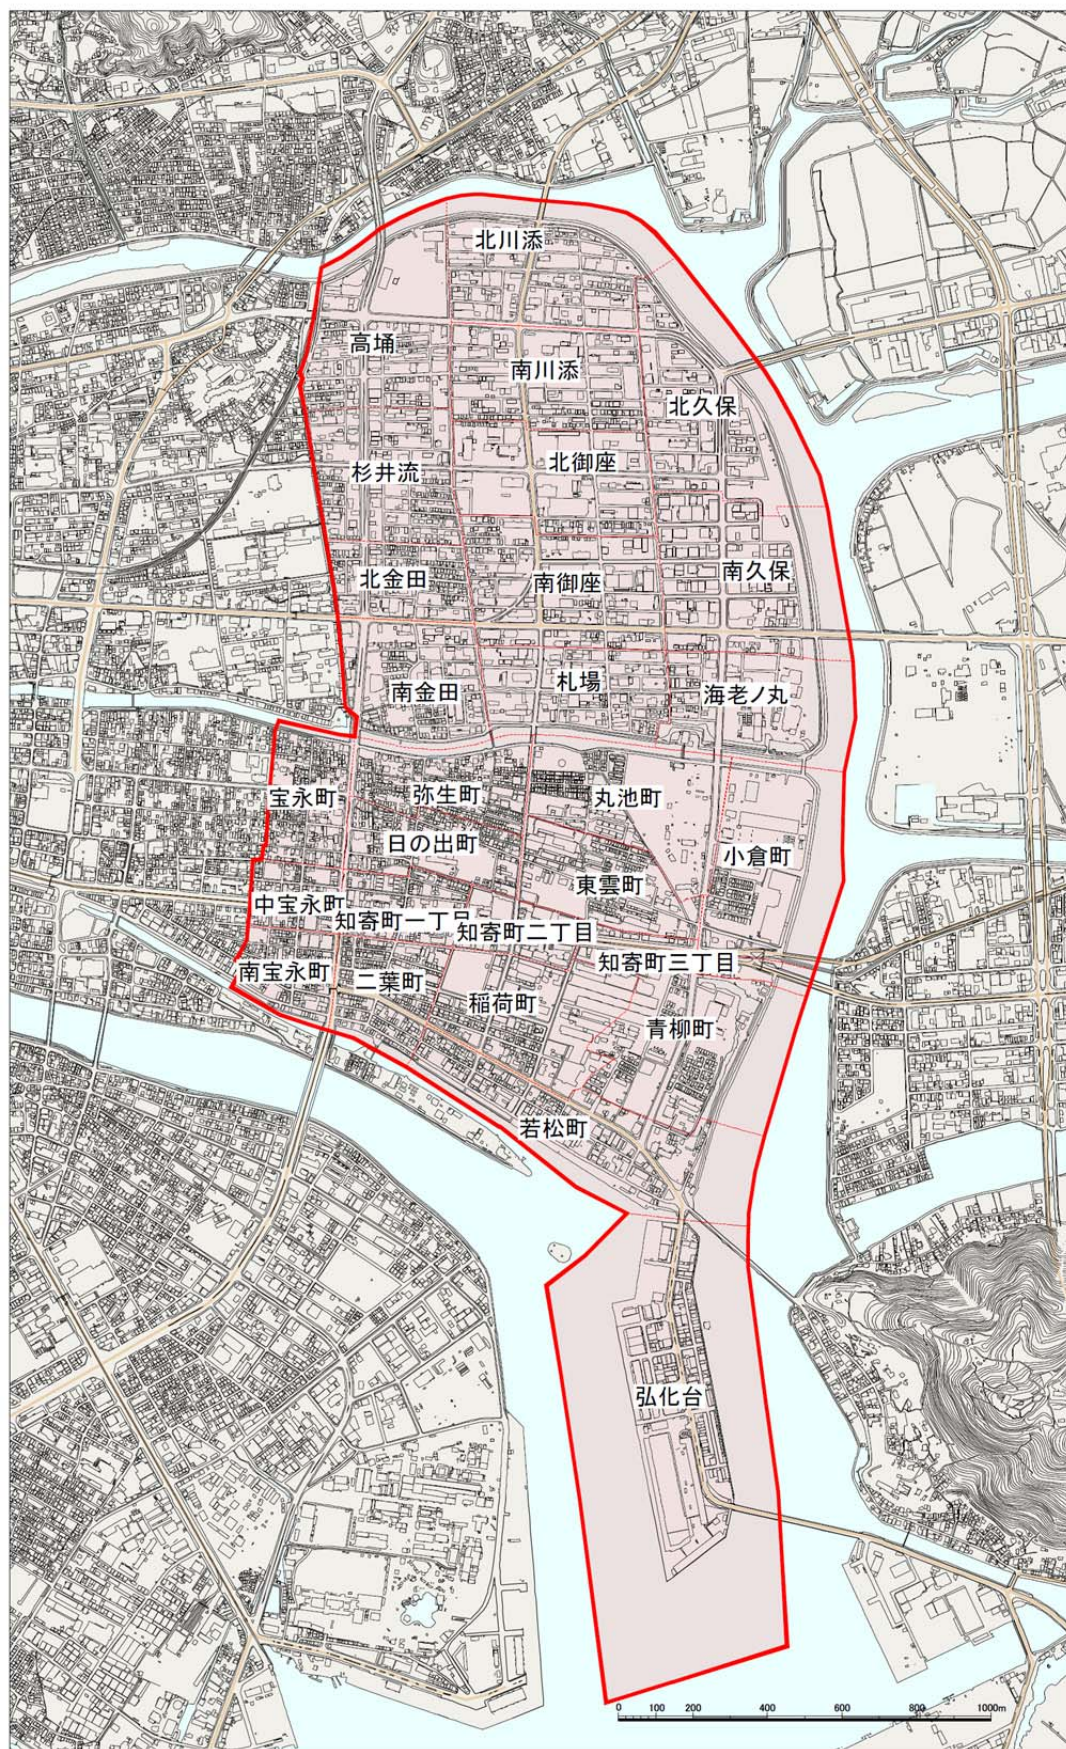 北川添
高埇
南川添
北久保
杉井流
北御座
北金田
南御座
南久保
南金田
札場
海老ノ丸
宝永町
弥生町
丸池町
日の出町
小倉町
東雲町
中宝永町
知寄町一丁目
知寄町二丁目
南宝永町
二葉町
知寄町三丁目
稲荷町
青柳町
若松町
弘化台
0 100 200 400 600 800 1000m